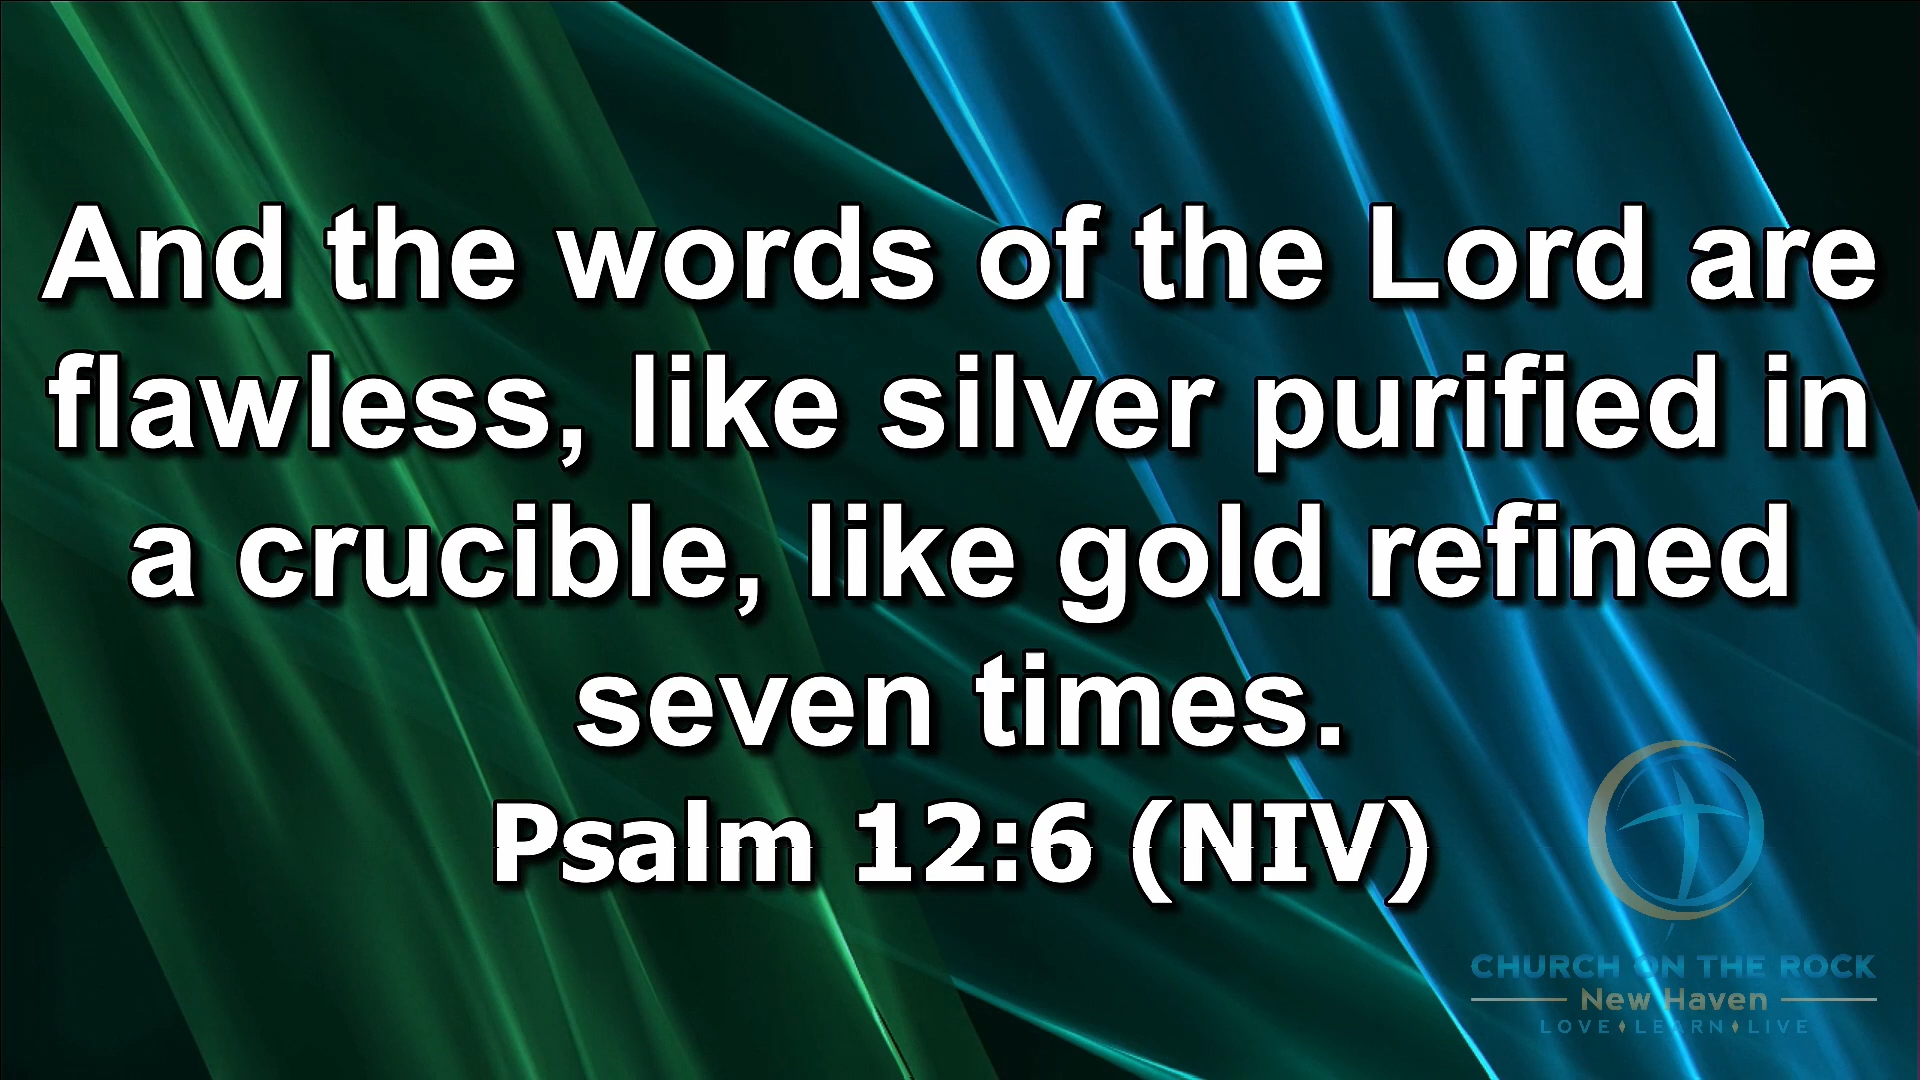 And the words of the Lord are
flawless, like silver purified in
a crucible, like gold refined
seven times.
Psalm 12:6 (NIV)
CHURCH ON THE ROCK
New Haven
LOVE♦LEARN♦LIVE